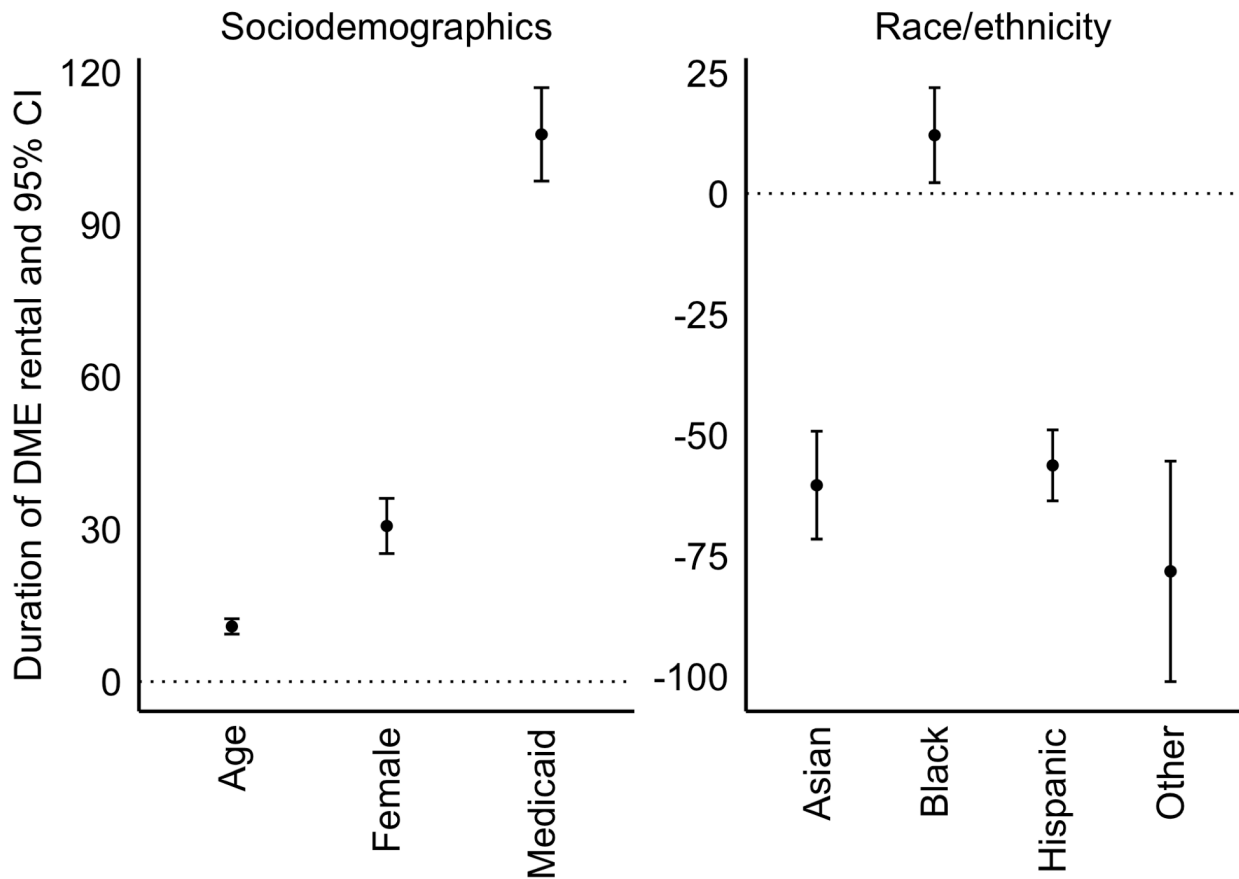 Sociodemographics
Race/ethnicity
Duration of DME rental and 95% CI
120
90
60
30
0
Age
Female
Medicaid
25
0
-25
-50
-75
-100
Asian
Black
Hispanic
Other